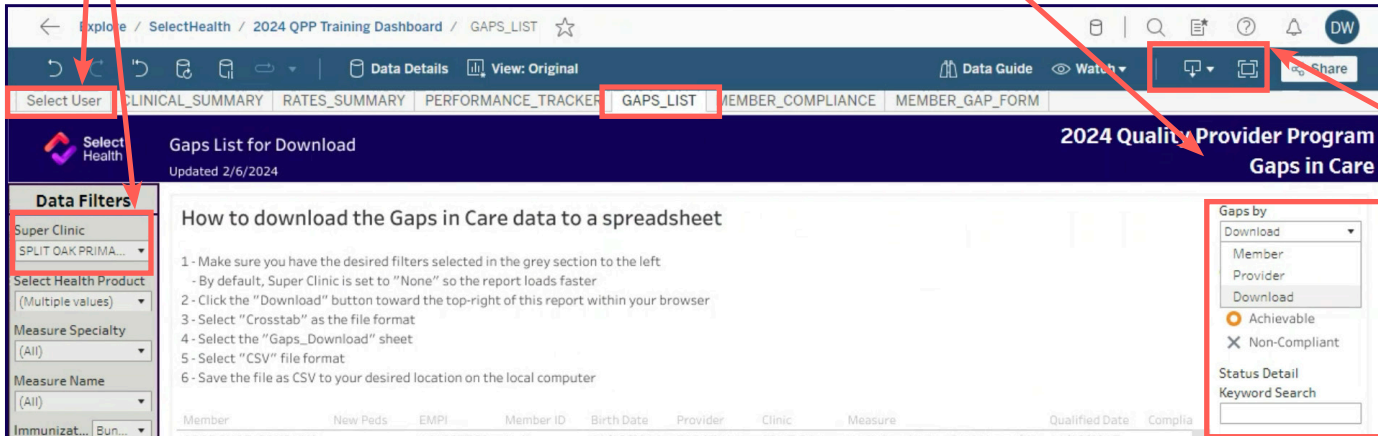 Explore / SelectHealth / 2024 QPP Training Dashboard / GAPS_LIST
DW
Data Details View: Original Data Guide Watch Share
Select User CLINICAL_SUMMARY RATES_SUMMARY PERFORMANCE_TRACKER GAPS_LIST MEMBER_COMPLIANCE MEMBER_GAP_FORM
Select
Health
Gaps List for Download
Updated 2/6/2024
2024 Quality Provider Program
Gaps in Care
Data Filters
Super Clinic
SPLIT OAK PRIMA...
Select Health Product
(Multiple values)
Measure Specialty
(All)
Measure Name
(All)
Immunizat... Bun...
How to download the Gaps in Care data to a spreadsheet
1 - Make sure you have the desired filters selected in the grey section to the left
- By default, Super Clinic is set to "None" so the report loads faster
2 - Click the "Download" button toward the top-right of this report within your browser
3 - Select "Crosstab" as the file format
4 - Select the "Gaps_Download" sheet
5 - Select "CSV" file format
6 - Save the file as CSV to your desired location on the local computer
Member New Peds EMPI Member ID Birth Date Provider Clinic Measure Qualified Date Complia
Gaps by
Download
Member
Provider
Download
Achievable
Non-Compliant
Status Detail
Keyword Search